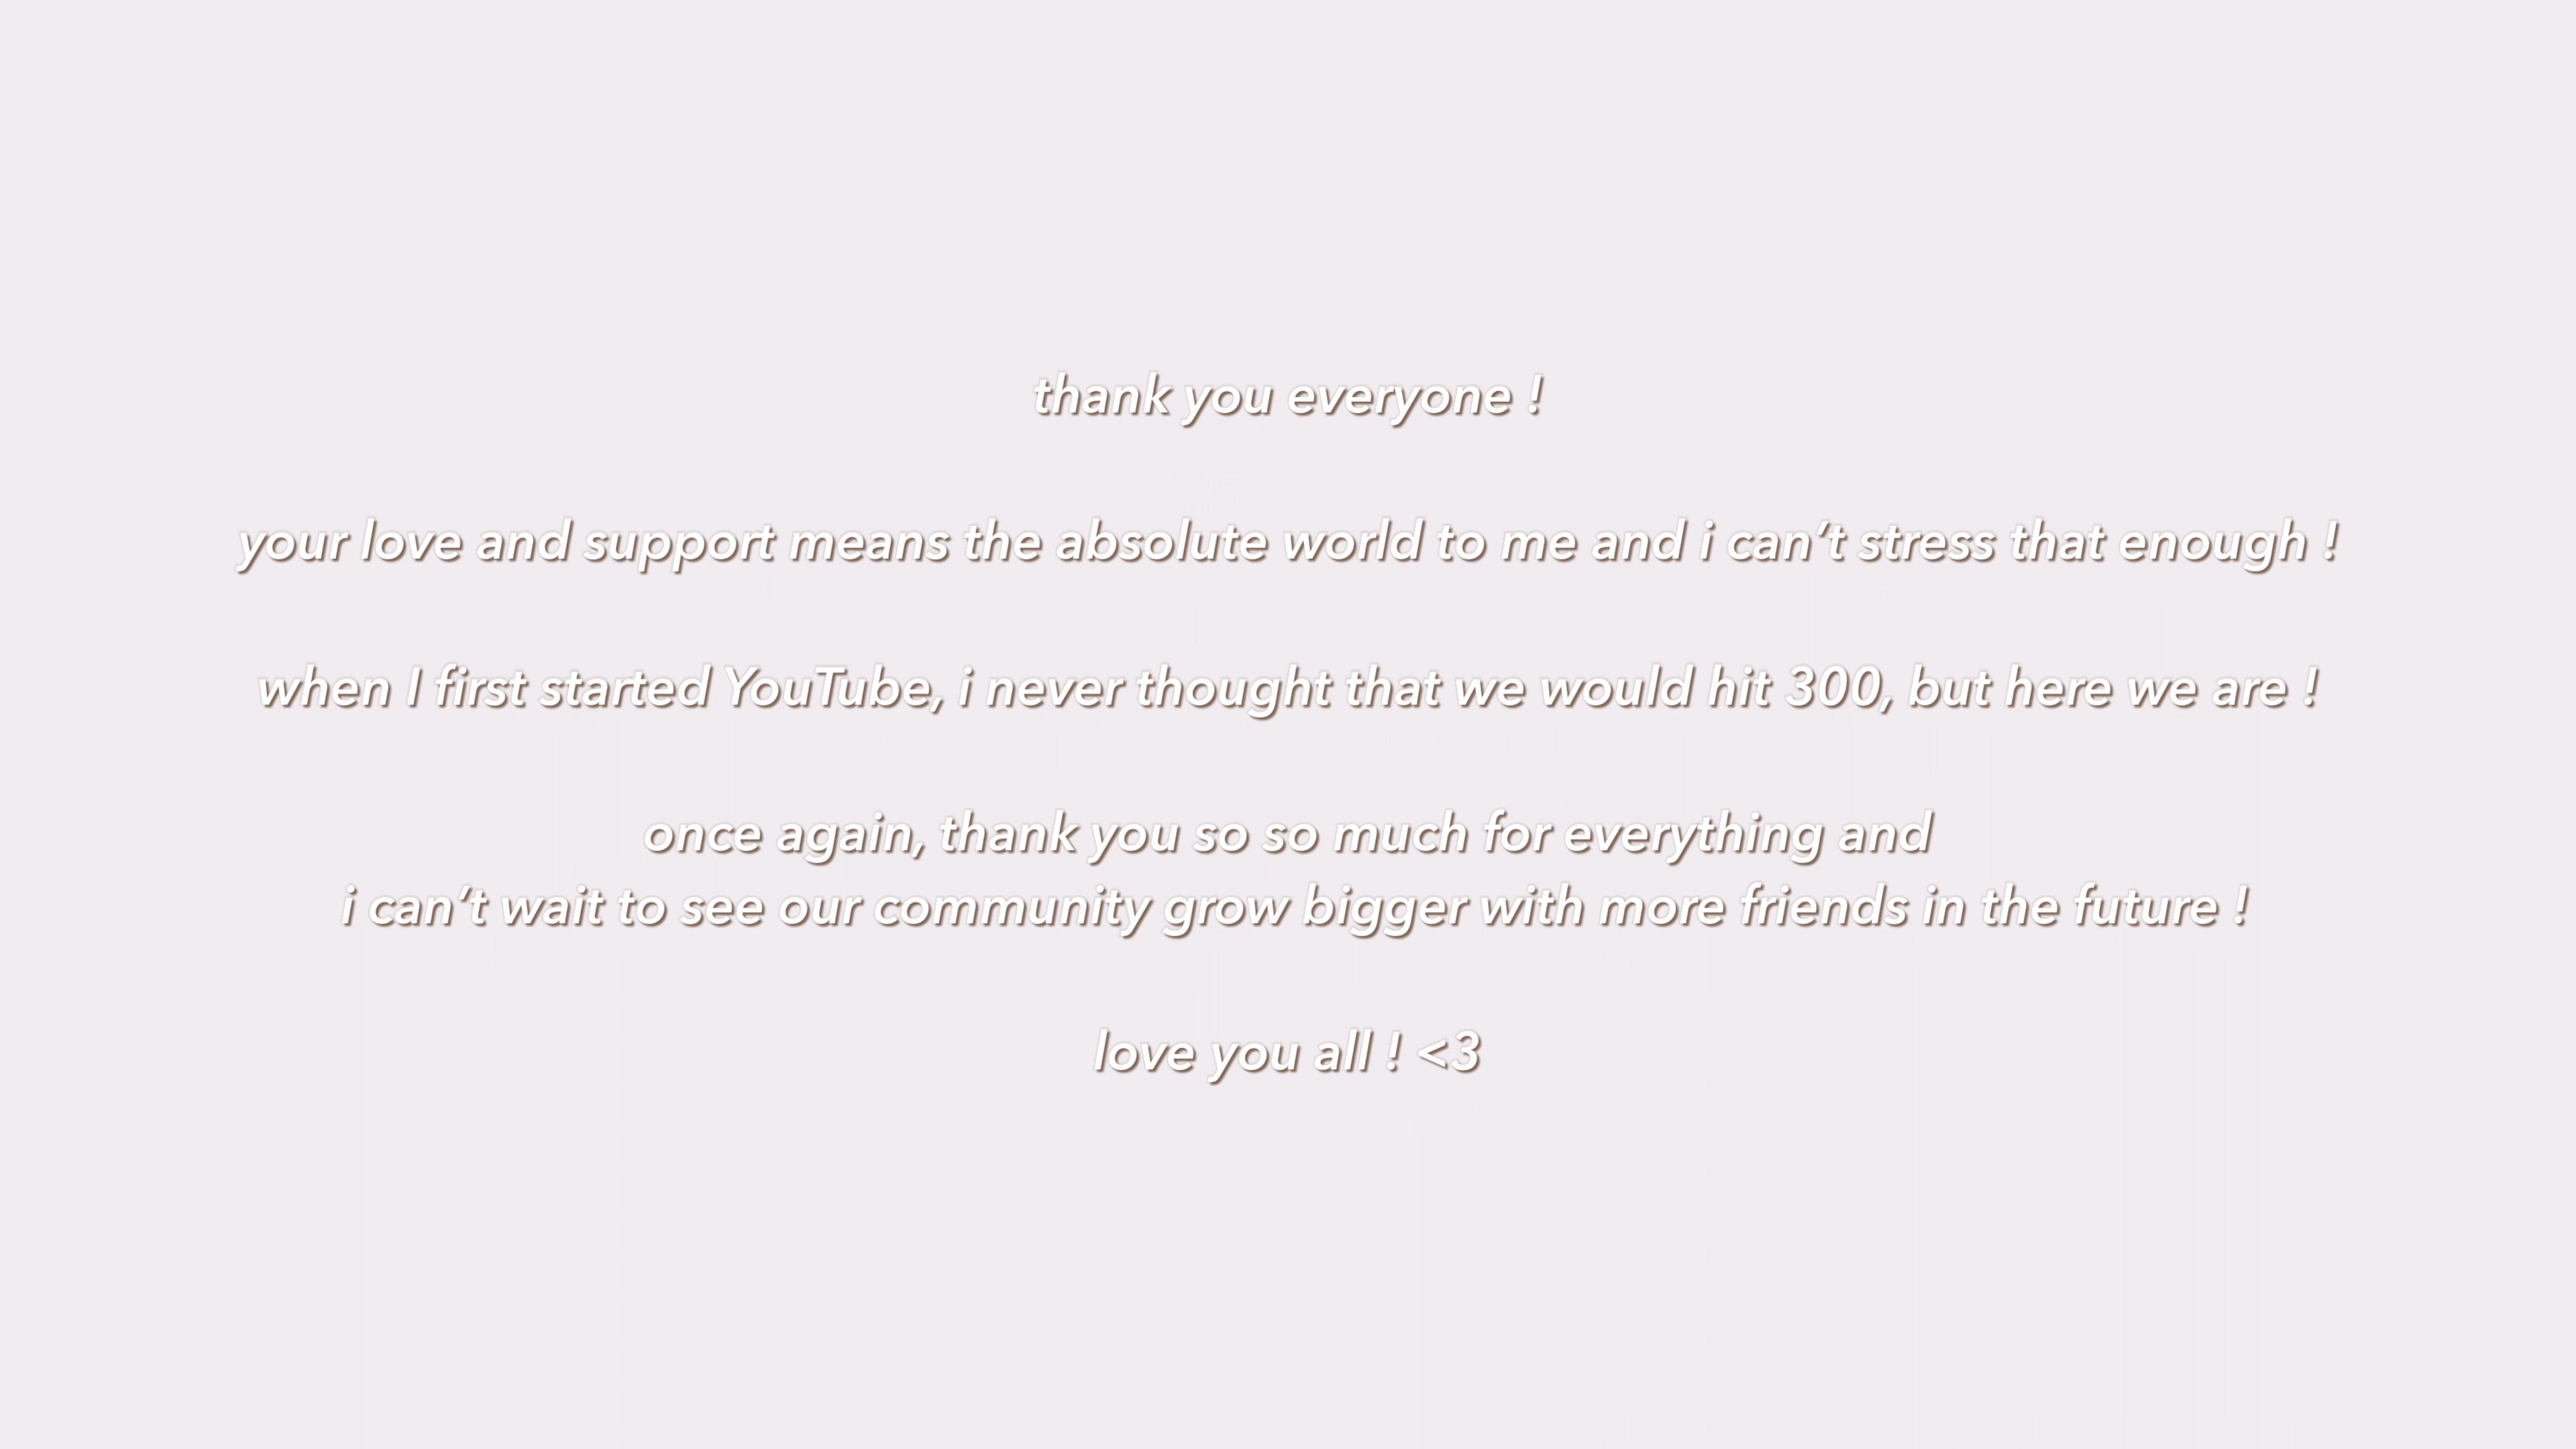 thank you everyone !
your love and support means the absolute world to me and i can’t stress that enough !
when I first started YouTube, i never thought that we would hit 300, but here we are !
once again, thank you so so much for everything and
i can’t wait to see our community grow bigger with more friends in the future !
love you all ! <3